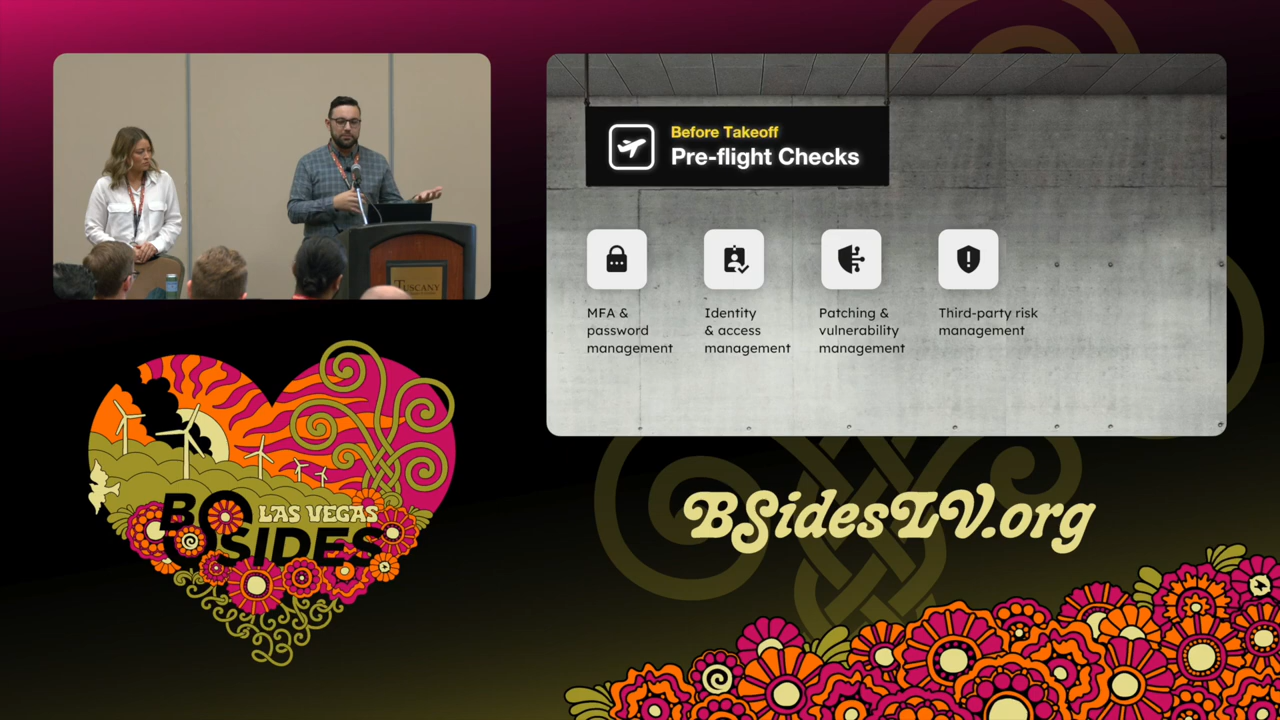 Before Takeoff
Pre-flight Checks
MFA &
password
management
Identity
& access
management
Patching &
vulnerability
management
Third-party risk
management
TUSCANY
BSIDES
LAS VEGAS
BSidesLV.org